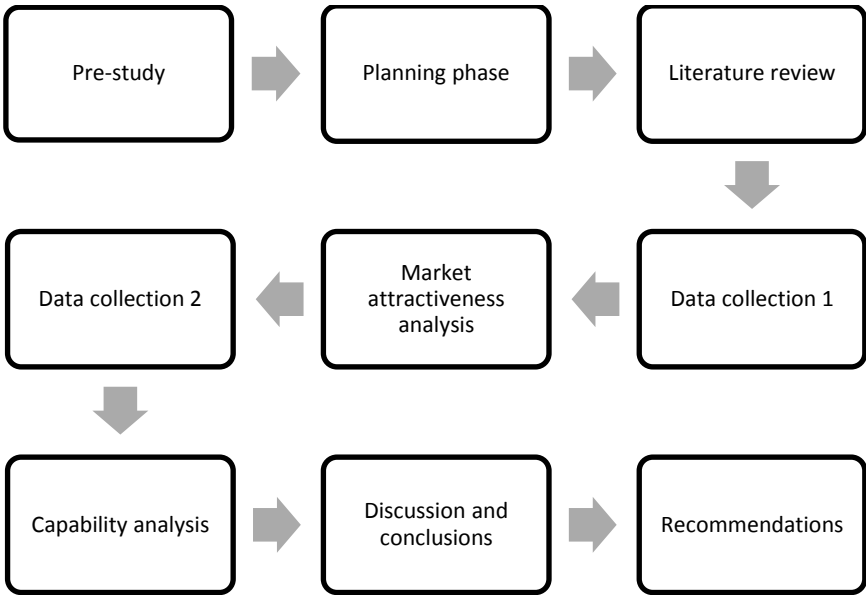 Pre-study
Planning phase
Literature review
Data collection 1
Market
attractiveness
analysis
Data collection 2
Capability analysis
Discussion and
conclusions
Recommendations